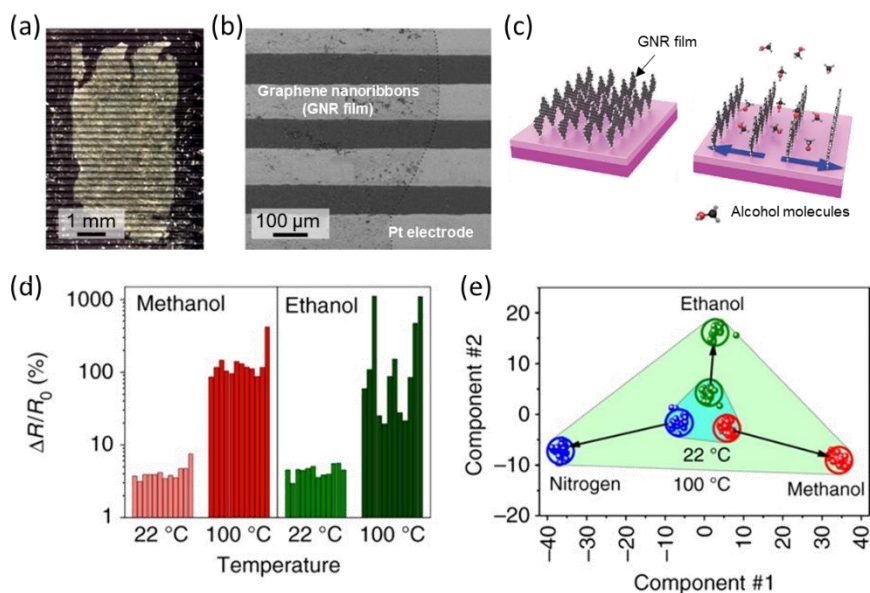 (a)
1 mm
(b)
Graphene nanoribbons
(GNR film)
100 μm
Pt electrode
(c)
GNR film
Alcohol molecules
(d)
ΔR/R0 (%)
1000
100
10
1
Methanol
Ethanol
22 °C
100 °C
22 °C
100 °C
Temperature
(e)
Component #2
20
10
0
−10
−20
Ethanol
22 °C
100 °C
Nitrogen
Methanol
−40
−30
−20
−10
0
10
20
30
40
Component #1